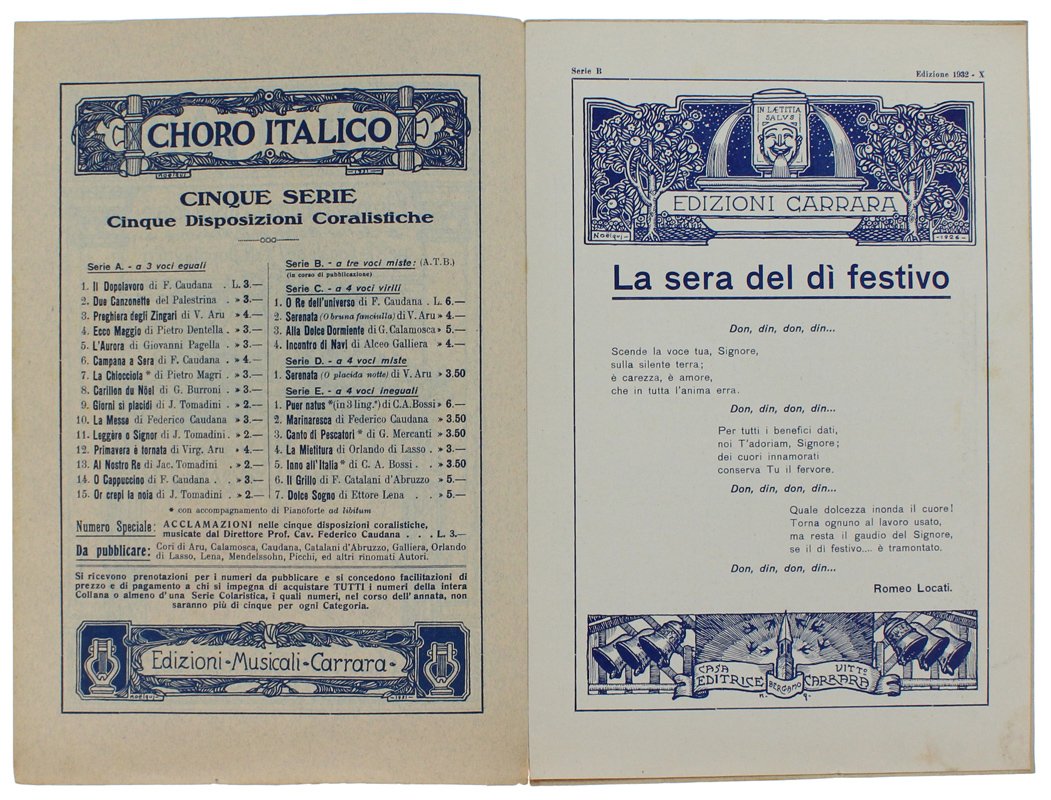 CHORO ITALICO
1931
CINQUE SERIE
Cinque Disposizioni Coralistiche
Serie A. - a 3 voci eguali
1. Il Dopolavoro di F. Caudana . L. 3.—
2. Due Canzonette del Palestrina . » 3.—
3. Preghiera degli Zingari di V. Aru » 4.—
4. Ecco Maggio di Pietro Dentella . » 3.—
5. L'Aurora di Giovanni Pagella . » 3.—
6. Campana a Sera di F. Caudana . » 4.—
7. La Chiocciola * di Pietro Magri . » 3.—
8. Carillon du Nöel di G. Burroni . » 3.—
9. Giorni sì placidi di J. Tomadini . » 2.—
10. La Messe di Federico Caudana » 3.—
11. Leggère o Signor di J. Tomadini . » 2.—
12. Primavera è tornata di Virg. Aru » 4.—
13. Al Nostro Re di Jac. Tomadini . » 2.—
14. O Cappuccino di F. Caudana . » 3.—
15. Or crepi la noia di J. Tomadini . » 2.—
Serie B. - a tre voci miste: (A.T.B.)
(in corso di pubblicazione)
Serie C. - a 4 voci virili
1. O Re dell'universo di F. Caudana . L. 6.—
2. Serenata (O bruna fanciulla) di V. Aru » 4.—
3. Alla Dolce Dormiente di G. Calamosca » 5.—
4. Incontro di Navi di Alceo Galliera » 4.—
Serie D. - a 4 voci miste
1. Serenata (O placida notte) di V. Aru » 3.50
Serie E. - a 4 voci ineguali
1. Puer natus * (in 3 ling.e) di C. A. Bossi » 6.—
2. Marinaresca di Federico Caudana » 3.50
3. Canto di Pescatori * di G. Mercanti » 3.50
4. La Mietitura di Orlando di Lasso . » 3.—
5. Inno all'Italia * di C. A. Bossi . . » 3.50
6. Il Grillo di F. Catalani d'Abruzzo » 5.—
7. Dolce Sogno di Ettore Lena . . » 5.—
* con accompagnamento di Pianoforte ad libitum
Numero Speciale: ACCLAMAZIONI nelle cinque disposizioni coralistiche,
musicate dal Direttore Prof. Cav. Federico Caudana . . . L. 3.—
Da pubblicare: Cori di Aru, Calamosca, Caudana, Catalani d'Abruzzo, Galliera, Orlando
di Lasso, Lena, Mendelssohn, Picchi, ed altri rinomati Autori.
Si ricevono prenotazioni per i numeri da pubblicare e si concedono facilitazioni di
prezzo e di pagamento a chi si impegna di acquistare TUTTI i numeri della intera
Collana o almeno d'una Serie Colaristica, i quali numeri, nel corso dell'annata, non
saranno più di cinque per ogni Categoria.
Edizioni-Musicali-Carrara-
1931
Serie B
Edizione 1932 - X
IN LÆTITIA
SALVS
EDIZIONI CARRARA
-1926-
La sera del dì festivo
Don, din, don, din...
Scende la voce tua, Signore,
sulla silente terra;
è carezza, è amore,
che in tutta l'anima erra.
Don, din, don, din...
Per tutti i benefici dati,
noi T'adoriam, Signore;
dei cuori innamorati
conserva Tu il fervore.
Don, din, don, din...
Quale dolcezza inonda il cuore!
Torna ognuno al lavoro usato,
ma resta il gaudio del Signore,
se il dì festivo.... è tramontato.
Don, din, don, din...
Romeo Locati.
CASA
EDITRICE
BERGAMO
VITT.º
CARRARA